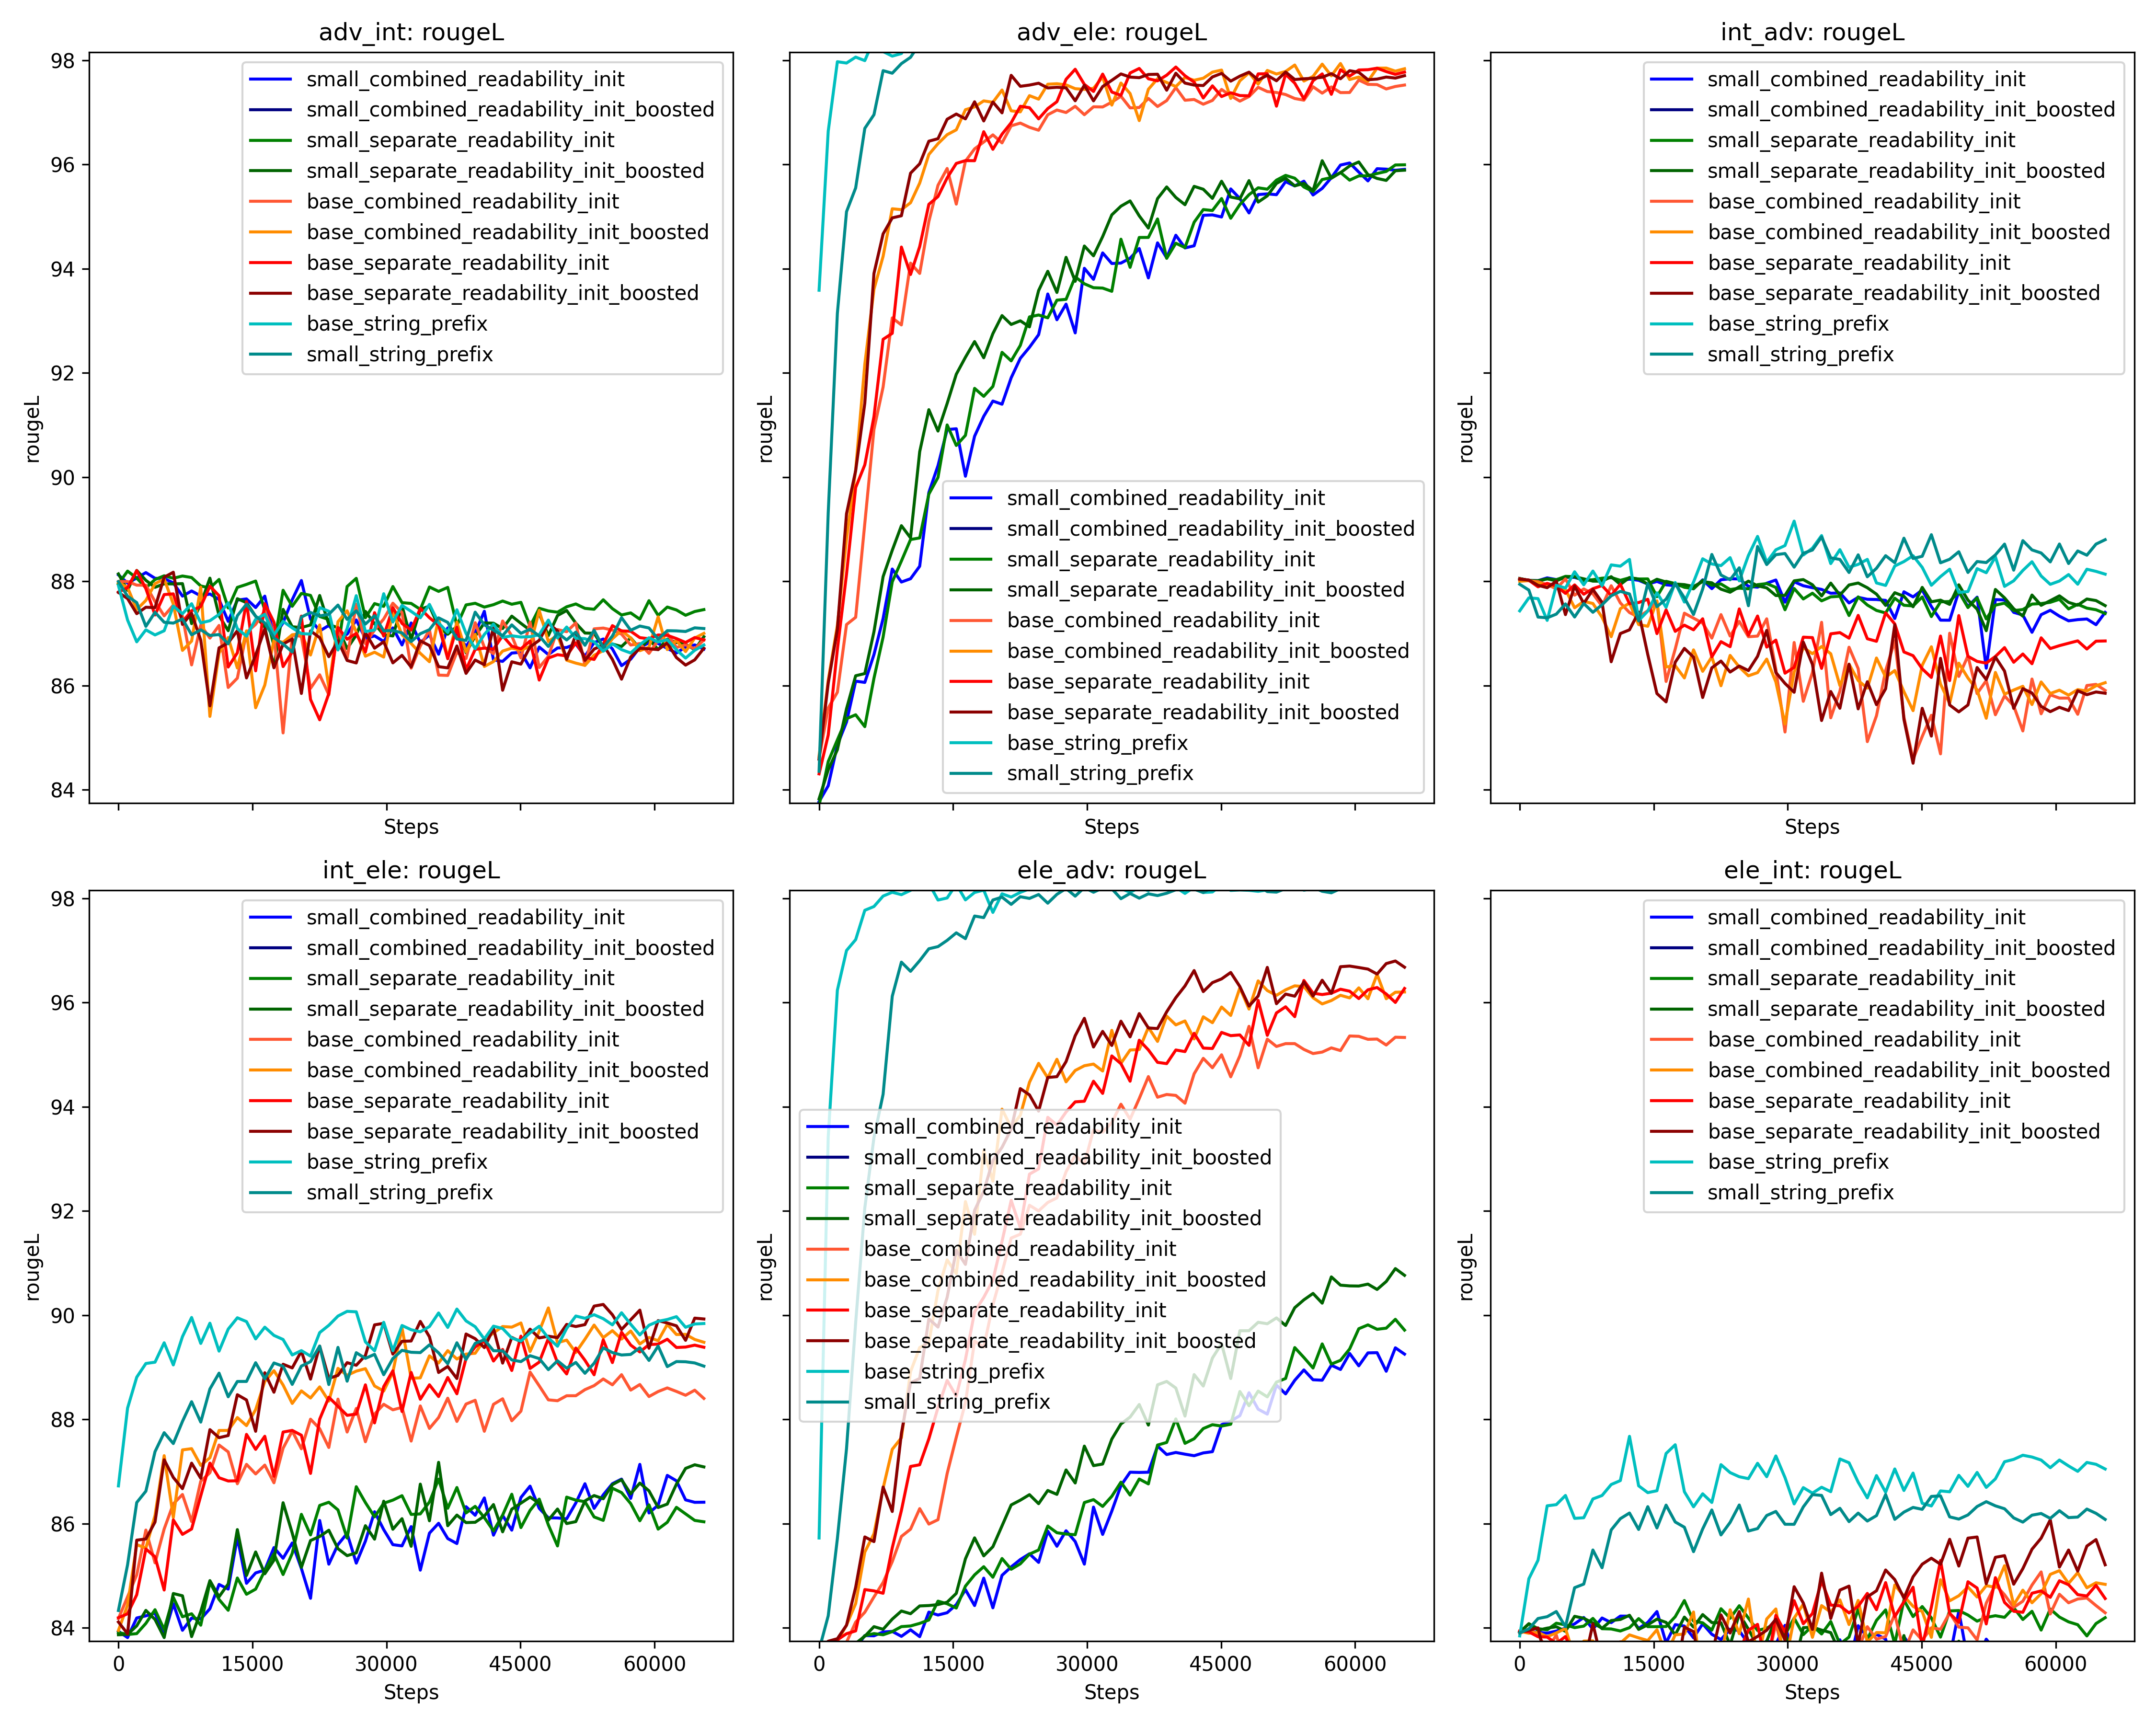 adv_int: rougeL
98
96
94
92
90
88
86
84
rougeL
small_combined_readability_init
small_combined_readability_init_boosted
small_separate_readability_init
small_separate_readability_init_boosted
base_combined_readability_init
base_combined_readability_init_boosted
base_separate_readability_init
base_separate_readability_init_boosted
base_string_prefix
small_string_prefix
Steps
adv_ele: rougeL
rougeL
small_combined_readability_init
small_combined_readability_init_boosted
small_separate_readability_init
small_separate_readability_init_boosted
base_combined_readability_init
base_combined_readability_init_boosted
base_separate_readability_init
base_separate_readability_init_boosted
base_string_prefix
small_string_prefix
Steps
int_adv: rougeL
rougeL
small_combined_readability_init
small_combined_readability_init_boosted
small_separate_readability_init
small_separate_readability_init_boosted
base_combined_readability_init
base_combined_readability_init_boosted
base_separate_readability_init
base_separate_readability_init_boosted
base_string_prefix
small_string_prefix
Steps
int_ele: rougeL
98
96
94
92
90
88
86
84
rougeL
small_combined_readability_init
small_combined_readability_init_boosted
small_separate_readability_init
small_separate_readability_init_boosted
base_combined_readability_init
base_combined_readability_init_boosted
base_separate_readability_init
base_separate_readability_init_boosted
base_string_prefix
small_string_prefix
0 15000 30000 45000 60000
Steps
ele_adv: rougeL
rougeL
small_combined_readability_init
small_combined_readability_init_boosted
small_separate_readability_init
small_separate_readability_init_boosted
base_combined_readability_init
base_combined_readability_init_boosted
base_separate_readability_init
base_separate_readability_init_boosted
base_string_prefix
small_string_prefix
0 15000 30000 45000 60000
Steps
ele_int: rougeL
rougeL
small_combined_readability_init
small_combined_readability_init_boosted
small_separate_readability_init
small_separate_readability_init_boosted
base_combined_readability_init
base_combined_readability_init_boosted
base_separate_readability_init
base_separate_readability_init_boosted
base_string_prefix
small_string_prefix
0 15000 30000 45000 60000
Steps